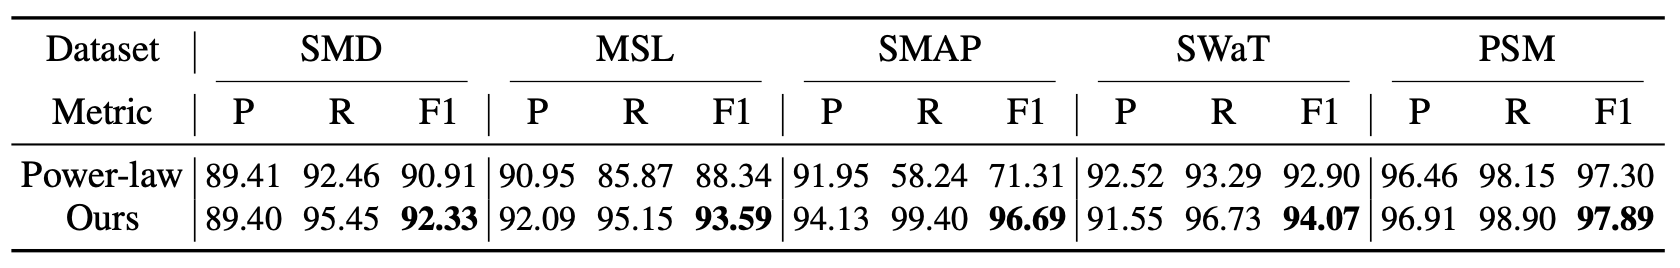 Dataset SMD MSL SMAP SWaT PSM
Metric P R F1 P R F1 P R F1 P R F1 P R F1
Power-law 89.41 92.46 90.91 90.95 85.87 88.34 91.95 58.24 71.31 92.52 93.29 92.90 96.46 98.15 97.30
Ours 89.40 95.45 92.33 92.09 95.15 93.59 94.13 99.40 96.69 91.55 96.73 94.07 96.91 98.90 97.89